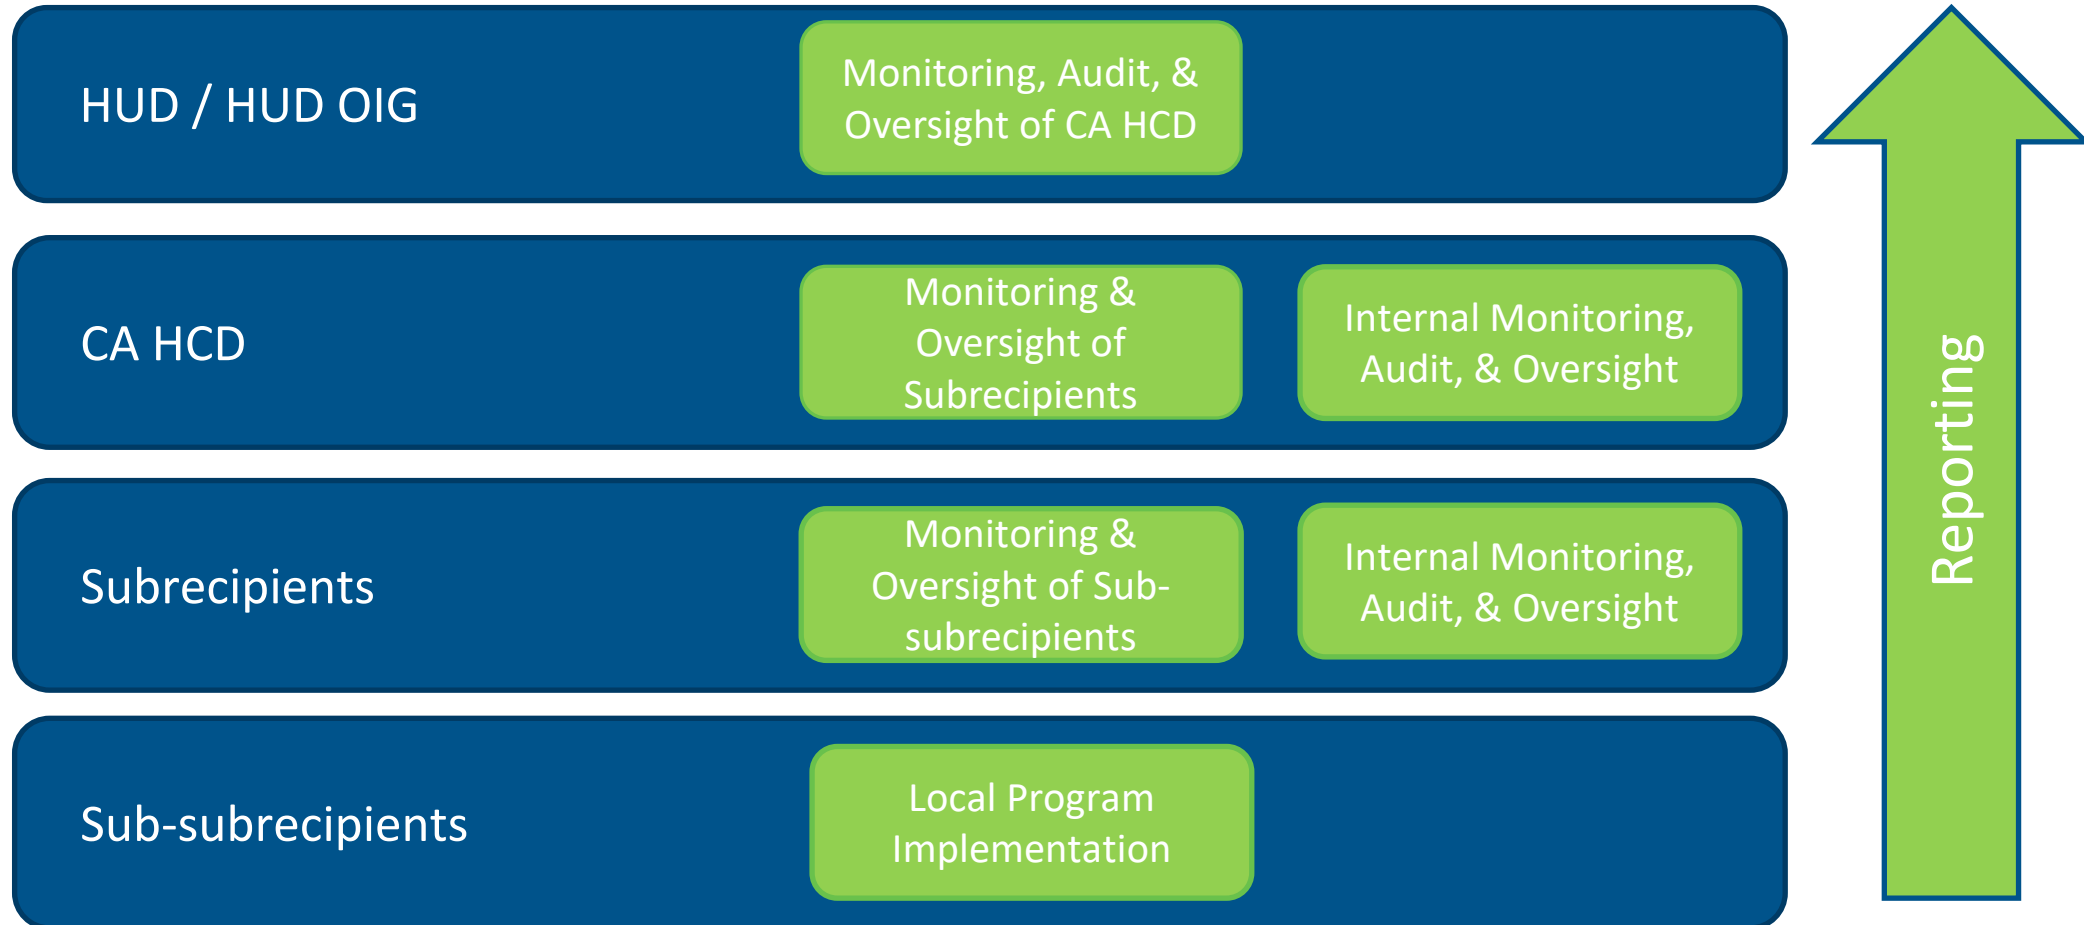 HUD / HUD OIG
Monitoring, Audit, &
Oversight of CA HCD
CA HCD
Monitoring &
Oversight of
Subrecipients
Internal Monitoring,
Audit, & Oversight
Subrecipients
Monitoring &
Oversight of Sub-
subrecipients
Internal Monitoring,
Audit, & Oversight
Sub-subrecipients
Local Program
Implementation
Reporting